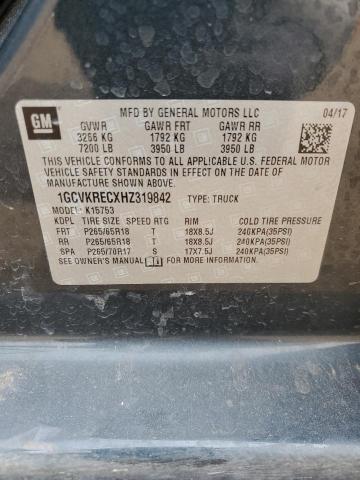 GM MFD BY GENERAL MOTORS LLC 04/17
GVWR GAWR FRT GAWR RR
3266 KG 1792 KG 1792 KG
7200 LB 3950 LB 3950 LB
THIS VEHICLE CONFORMS TO ALL APPLICABLE U.S. FEDERAL MOTOR
VEHICLE SAFETY STANDARDS IN EFFECT ON THE DATE OF
MANUFACTURE SHOWN ABOVE.
1GCVKRECXHZ319842 TYPE: TRUCK
MODEL: K15753
KDPL TIRE SIZE SPEED RTG RIM COLD TIRE PRESSURE
FRT P265/65R18 T 18X8.5J 240KPA(35PSI)
RR P265/65R18 T 18X8.5J 240KPA(35PSI)
SPA P265/70R17 S 17X7.5J 240KPA(35PSI)
SEE OWNER'S MANUAL FOR MORE INFORMATION.